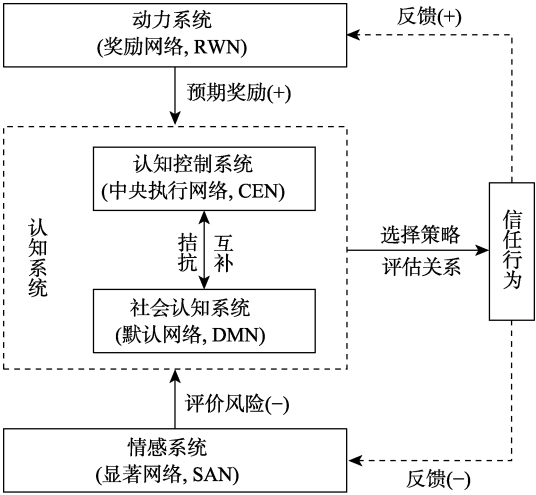 动力系统
(奖励网络, RWN)
反馈(+)
预期奖励(+)
认知系统
认知控制系统
(中央执行网络, CEN)
拮抗
互补
社会认知系统
(默认网络, DMN)
选择策略
评估关系
信任行为
评价风险(−)
情感系统
(显著网络, SAN)
反馈(−)